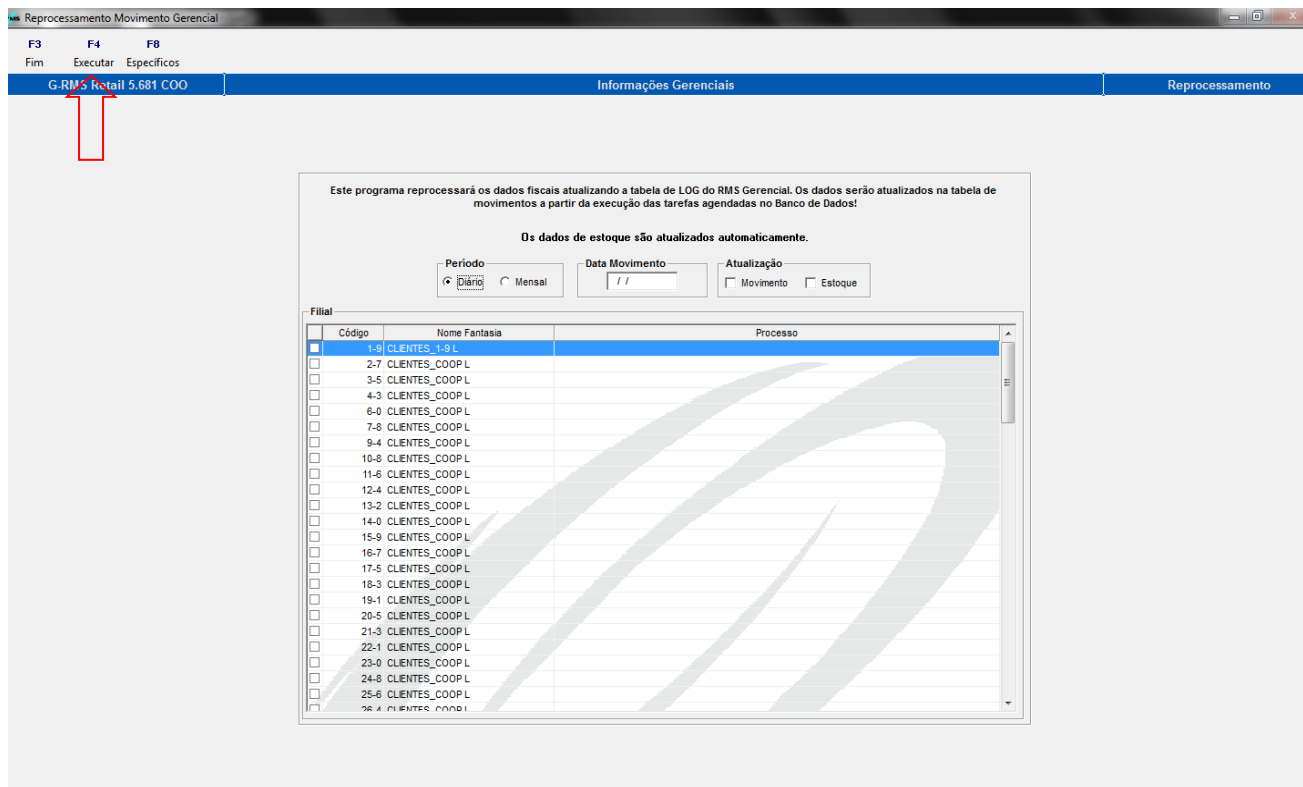 RMS Reprocessamento Movimento Gerencial
F3 F4 F8
Fim Executar Específicos
G-RMS Retail 5.681 COO Informações Gerenciais Reprocessamento
Este programa reprocessará os dados fiscais atualizando a tabela de LOG do RMS Gerencial. Os dados serão atualizados na tabela de
movimentos a partir da execução das tarefas agendadas no Banco de Dados!
Os dados de estoque são atualizados automaticamente.
Período Data Movimento Atualização
Diário Mensal / / Movimento Estoque
Filial
Código Nome Fantasia Processo
1-9 CLIENTES_1-9 L
2-7 CLIENTES_COOP L
3-5 CLIENTES_COOP L
4-3 CLIENTES_COOP L
6-0 CLIENTES_COOP L
7-8 CLIENTES_COOP L
9-4 CLIENTES_COOP L
10-8 CLIENTES_COOP L
11-6 CLIENTES_COOP L
12-4 CLIENTES_COOP L
13-2 CLIENTES_COOP L
14-0 CLIENTES_COOP L
15-9 CLIENTES_COOP L
16-7 CLIENTES_COOP L
17-5 CLIENTES_COOP L
18-3 CLIENTES_COOP L
19-1 CLIENTES_COOP L
20-5 CLIENTES_COOP L
21-3 CLIENTES_COOP L
22-1 CLIENTES_COOP L
23-0 CLIENTES_COOP L
24-8 CLIENTES_COOP L
25-6 CLIENTES_COOP L
26-4 CLIENTES_COOP L